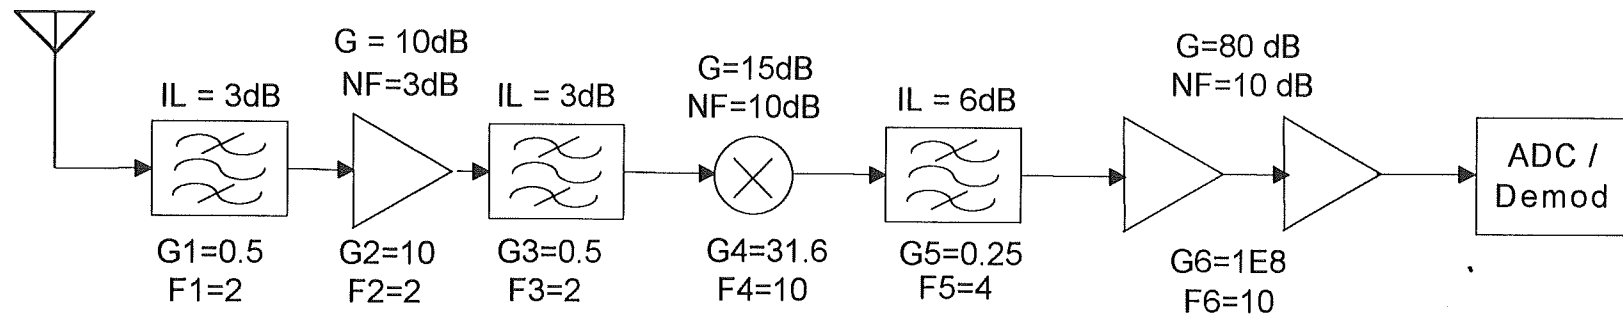 IL = 3dB
G = 10dB
NF=3dB
IL = 3dB
G=15dB
NF=10dB
IL = 6dB
G=80 dB
NF=10 dB
ADC /
Demod
G1=0.5
F1=2
G2=10
F2=2
G3=0.5
F3=2
G4=31.6
F4=10
G5=0.25
F5=4
G6=1E8
F6=10